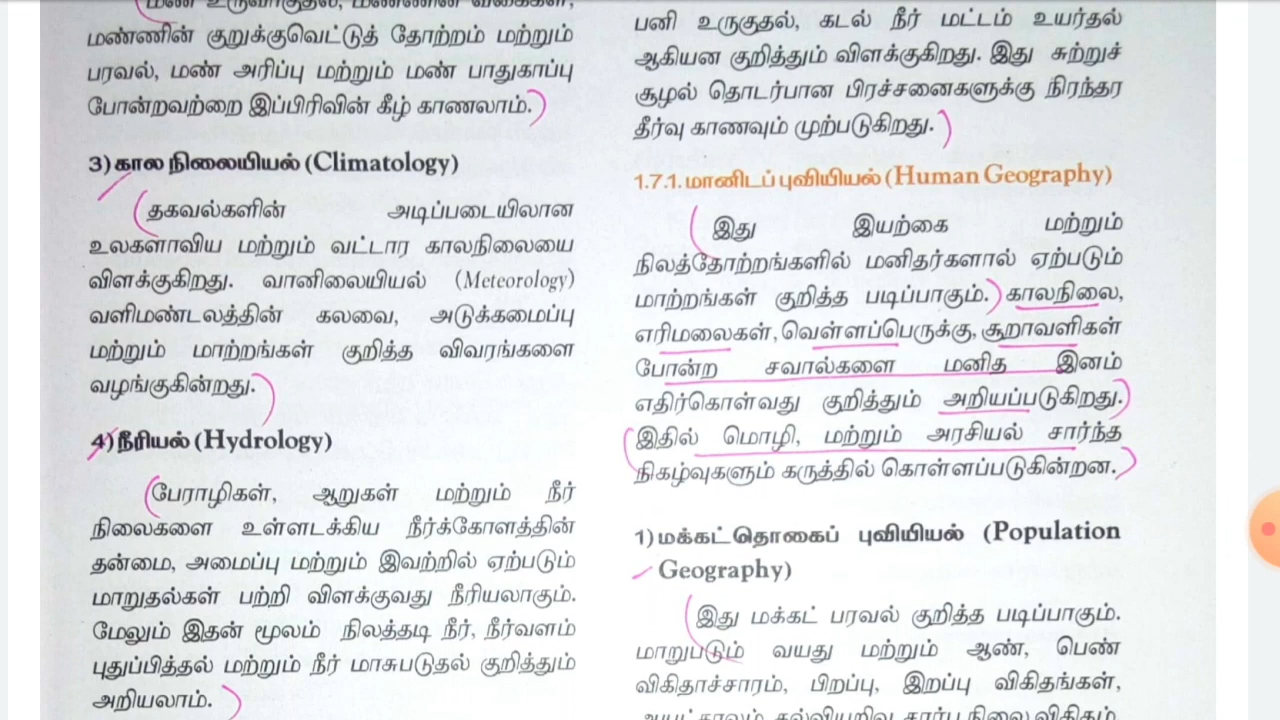 மண் உருவாகுதல், மண்ணின் வகைகள்,
மண்ணின் குறுக்குவெட்டுத் தோற்றம் மற்றும்
பரவல், மண் அரிப்பு மற்றும் மண் பாதுகாப்பு
போன்றவற்றை இப்பிரிவின் கீழ் காணலாம்.
3) கால நிலையியல் (Climatology)
தகவல்களின் அடிப்படையிலான
உலகளாவிய மற்றும் வட்டார காலநிலையை
விளக்குகிறது. வானிலையியல் (Meteorology)
வளிமண்டலத்தின் கலவை, அடுக்கமைப்பு
மற்றும் மாற்றங்கள் குறித்த விவரங்களை
வழங்குகின்றது.
4) நீரியல் (Hydrology)
பேராழிகள், ஆறுகள் மற்றும் நீர்
நிலைகளை உள்ளடக்கிய நீர்க்கோளத்தின்
தன்மை, அமைப்பு மற்றும் இவற்றில் ஏற்படும்
மாறுதல்கள் பற்றி விளக்குவது நீரியலாகும்.
மேலும் இதன் மூலம் நிலத்தடி நீர், நீர்வளம்
புதுப்பித்தல் மற்றும் நீர் மாசுபடுதல் குறித்தும்
அறியலாம்.
பனி உருகுதல், கடல் நீர் மட்டம் உயர்தல்
ஆகியன குறித்தும் விளக்குகிறது. இது சுற்றுச்
சூழல் தொடர்பான பிரச்சனைகளுக்கு நிரந்தர
தீர்வு காணவும் முற்படுகிறது.
1.7.1. மானிடப் புவியியல் (Human Geography)
இது இயற்கை மற்றும்
நிலத்தோற்றங்களில் மனிதர்களால் ஏற்படும்
மாற்றங்கள் குறித்த படிப்பாகும். காலநிலை,
எரிமலைகள், வெள்ளப்பெருக்கு, சூறாவளிகள்
போன்ற சவால்களை மனித இனம்
எதிர்கொள்வது குறித்தும் அறியப்படுகிறது.
இதில் மொழி, மற்றும் அரசியல் சார்ந்த
நிகழ்வுகளும் கருத்தில் கொள்ளப்படுகின்றன.
1) மக்கட்தொகைப் புவியியல் (Population
Geography)
இது மக்கட் பரவல் குறித்த படிப்பாகும்.
மாறுபடும் வயது மற்றும் ஆண், பெண்
விகிதாச்சாரம், பிறப்பு, இறப்பு விகிதங்கள்,